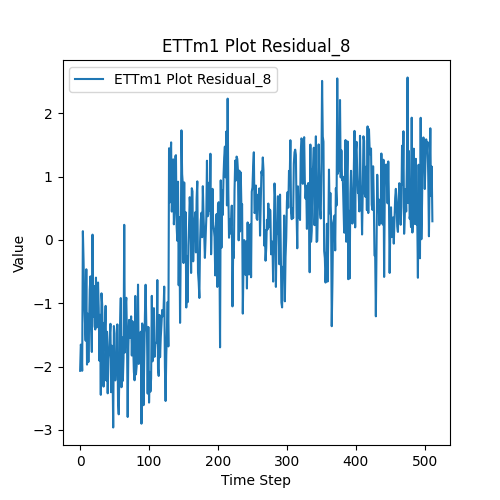 ETTm1 Plot Residual_8
ETTm1 Plot Residual_8
2
1
0
−1
−2
−3
Value
0 100 200 300 400 500
Time Step